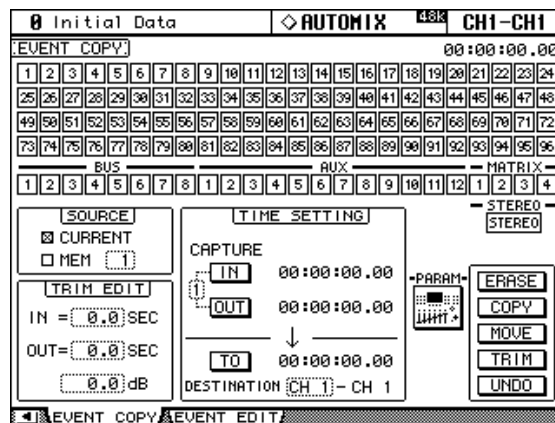 0 Initial Data ◇AUTOMIX 48k CH1-CH1
EVENT COPY 00:00:00.00
1 2 3 4 5 6 7 8 9 10 11 12 13 14 15 16 17 18 19 20 21 22 23 24
25 26 27 28 29 30 31 32 33 34 35 36 37 38 39 40 41 42 43 44 45 46 47 48
49 50 51 52 53 54 55 56 57 58 59 60 61 62 63 64 65 66 67 68 69 70 71 72
73 74 75 76 77 78 79 80 81 82 83 84 85 86 87 88 89 90 91 92 93 94 95 96
BUS AUX MATRIX
1 2 3 4 5 6 7 8 1 2 3 4 5 6 7 8 9 10 11 12 1 2 3 4
STEREO
STEREO
SOURCE
CURRENT
MEM 1
TRIM EDIT
IN = 0.0 SEC
OUT= 0.0 SEC
0.0 dB
TIME SETTING
CAPTURE
IN 00:00:00.00
OUT 00:00:00.00
TO 00:00:00.00
DESTINATION CH 1 - CH 1
PARAM
ERASE
COPY
MOVE
TRIM
UNDO
EVENT COPY EVENT EDIT